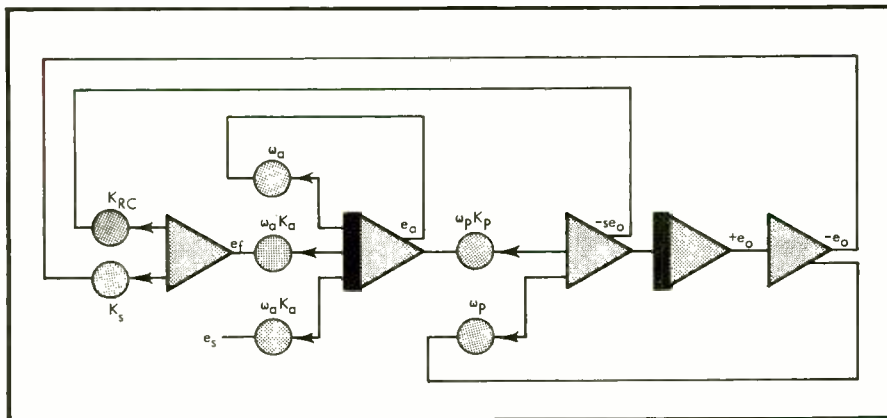 ω_a
K_RC
e_f
ω_a K_a
e_a
ω_p K_p
-se_o
+e_o
-e_o
K_s
e_s
ω_a K_a
ω_p